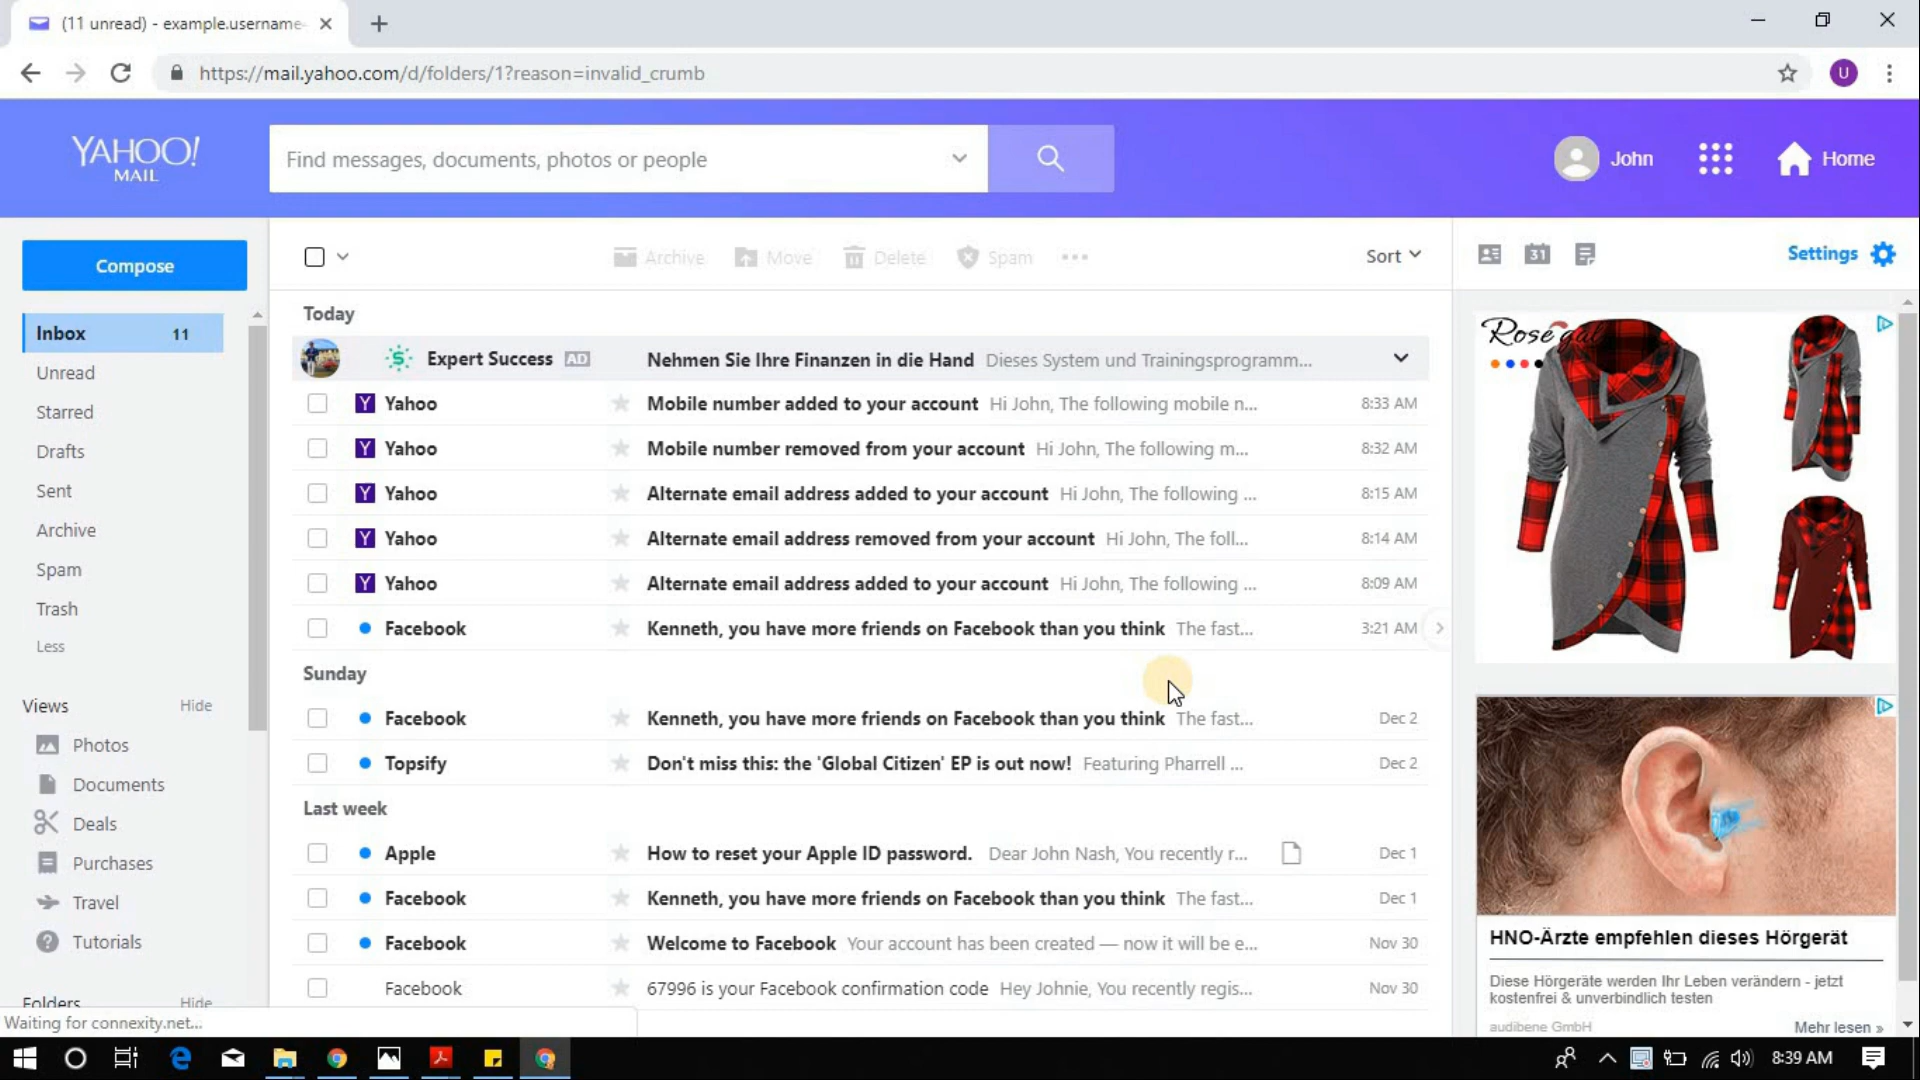 (11 unread) - example.username-
https://mail.yahoo.com/d/folders/1?reason=invalid_crumb
U
YAHOO!
MAIL
Find messages, documents, photos or people
John
Home
Compose
Archive
Move
Delete
Spam
Sort
31
Settings
Inbox 11
Unread
Starred
Drafts
Sent
Archive
Spam
Trash
Less
Views Hide
Photos
Documents
Deals
Purchases
Travel
Tutorials
Folders Hide
Today
Expert Success AD Nehmen Sie Ihre Finanzen in die Hand Dieses System und Trainingsprogramm...
Y Yahoo Mobile number added to your account Hi John, The following mobile n... 8:33 AM
Y Yahoo Mobile number removed from your account Hi John, The following m... 8:32 AM
Y Yahoo Alternate email address added to your account Hi John, The following ... 8:15 AM
Y Yahoo Alternate email address removed from your account Hi John, The foll... 8:14 AM
Y Yahoo Alternate email address added to your account Hi John, The following ... 8:09 AM
Facebook Kenneth, you have more friends on Facebook than you think The fast... 3:21 AM
Sunday
Facebook Kenneth, you have more friends on Facebook than you think The fast... Dec 2
Topsify Don't miss this: the 'Global Citizen' EP is out now! Featuring Pharrell ... Dec 2
Last week
Apple How to reset your Apple ID password. Dear John Nash, You recently r... Dec 1
Facebook Kenneth, you have more friends on Facebook than you think The fast... Dec 1
Facebook Welcome to Facebook Your account has been created — now it will be e... Nov 30
Facebook 67996 is your Facebook confirmation code Hey Johnie, You recently regis... Nov 30
Rosegal
HNO-Ärzte empfehlen dieses Hörgerät
Diese Hörgeräte werden Ihr Leben verändern - jetzt
kostenfrei & unverbindlich testen
audibene GmbH
Mehr lesen »
Waiting for connexity.net...
8:39 AM